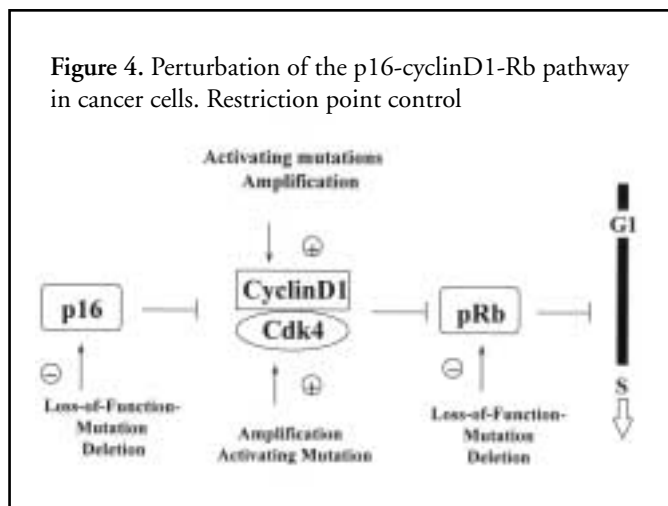 Figure 4. Perturbation of the p16-cyclinD1-Rb pathway
in cancer cells. Restriction point control
Activating mutations
Amplification
+
G1
CyclinD1
p16
Cdk4
pRb
−
+
−
S
Loss-of-Function-
Mutation
Deletion
Amplification
Activating Mutation
Loss-of-Function-
Mutation
Deletion